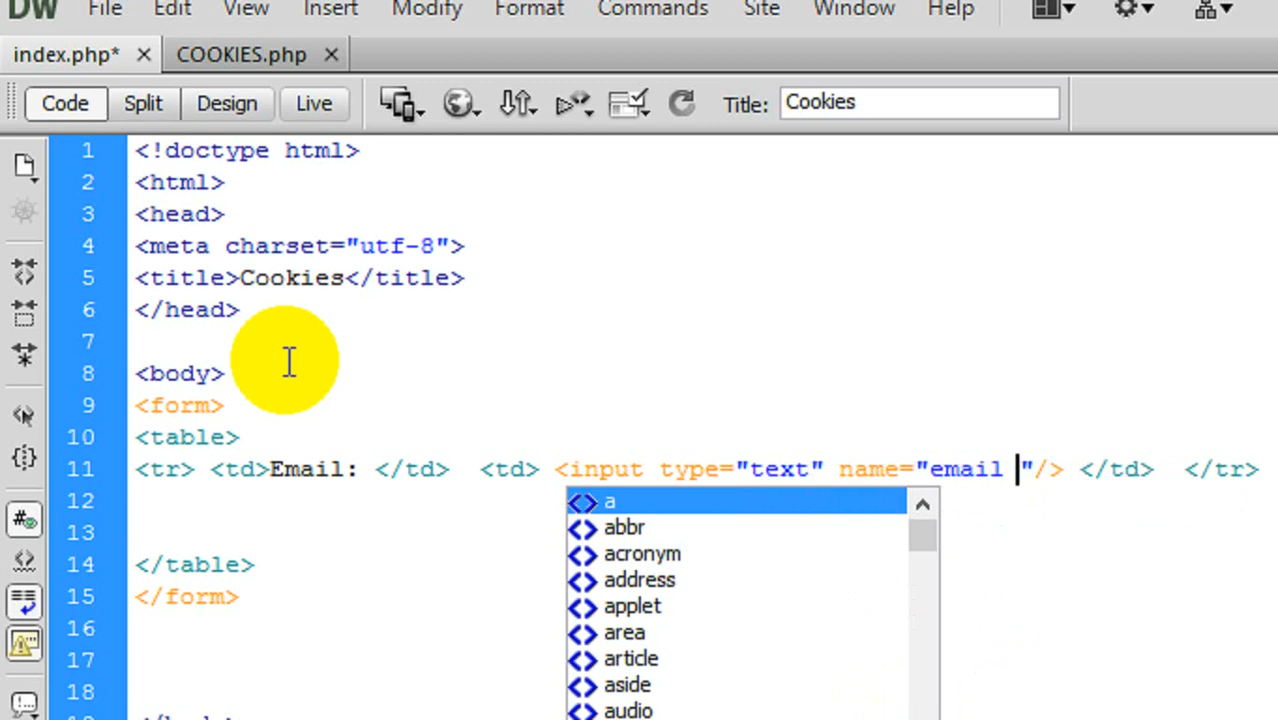 DW File Edit View Insert Modify Format Commands Site Window Help
index.php* COOKIES.php
Code Split Design Live Title: Cookies
1 <!doctype html>
2 <html>
3 <head>
4 <meta charset="utf-8">
5 <title>Cookies</title>
6 </head>
7
8 <body>
9 <form>
10 <table>
11 <tr> <td>Email: </td> <td> <input type="text" name="email "/> </td> </tr>
12 <> a
<> abbr
13 <> acronym
14 </table> <> address
15 </form> <> applet
16 <> area
17 <> article
18 <> aside
<> audio
</body>